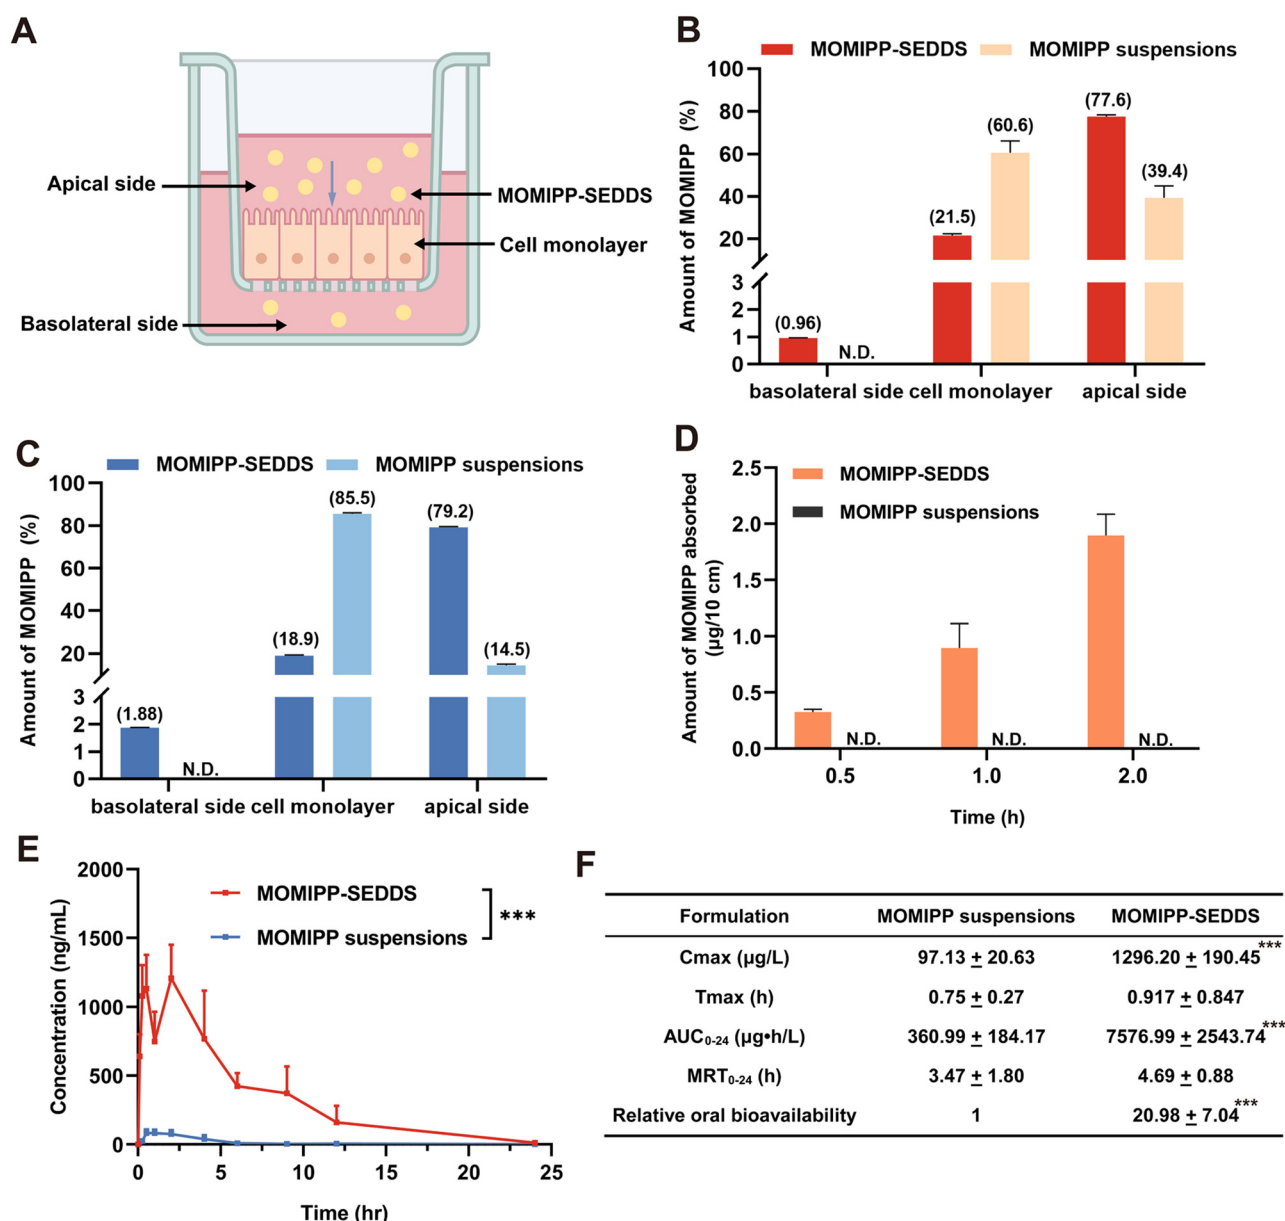 A
Apical side
MOMIPP-SEDDS
Cell monolayer
Basolateral side
B
MOMIPP-SEDDS MOMIPP suspensions
Amount of MOMIPP (%)
100
80
60
40
20
3
2
1
0
(0.96)
N.D.
(21.5)
(60.6)
(77.6)
(39.4)
basolateral side cell monolayer apical side
C
MOMIPP-SEDDS MOMIPP suspensions
Amount of MOMIPP (%)
100
80
60
40
20
3
2
1
0
(1.88)
N.D.
(18.9)
(85.5)
(79.2)
(14.5)
basolateral side cell monolayer apical side
D
MOMIPP-SEDDS
MOMIPP suspensions
Amount of MOMIPP absorbed
(μg/10 cm)
2.5
2.0
1.5
1.0
0.5
0.0
N.D. N.D. N.D.
0.5 1.0 2.0
Time (h)
E
MOMIPP-SEDDS
MOMIPP suspensions
***
Concentration (ng/mL)
2000
1500
1000
500
0
0 5 10 15 20 25
Time (hr)
F
Formulation MOMIPP suspensions MOMIPP-SEDDS
Cmax (μg/L) 97.13 ± 20.63 1296.20 ± 190.45***
Tmax (h) 0.75 ± 0.27 0.917 ± 0.847
AUC0-24 (μg•h/L) 360.99 ± 184.17 7576.99 ± 2543.74***
MRT0-24 (h) 3.47 ± 1.80 4.69 ± 0.88
Relative oral bioavailability 1 20.98 ± 7.04***